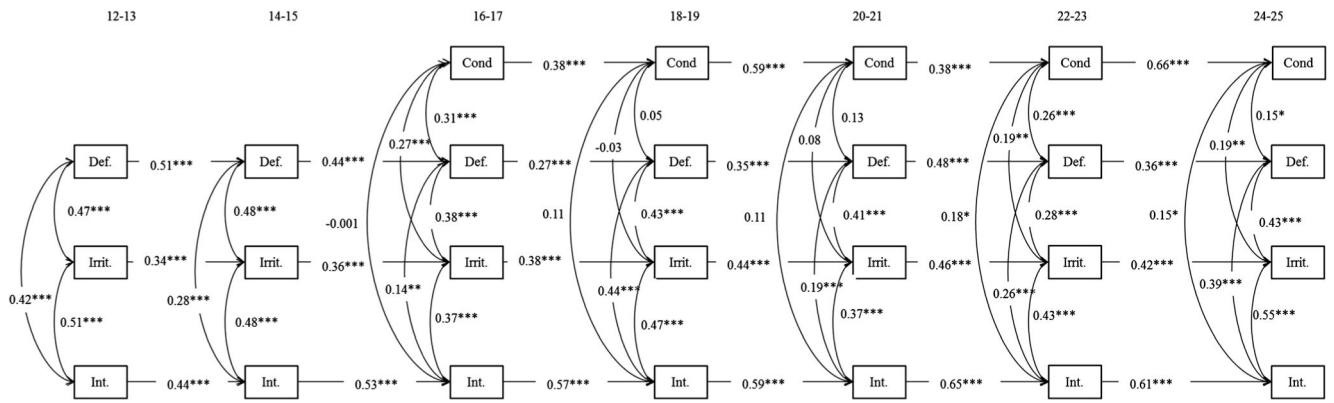 12-13 14-15 16-17 18-19 20-21 22-23 24-25
Cond 0.38*** Cond 0.59*** Cond 0.38*** Cond 0.66*** Cond
0.31*** 0.05 0.13 0.26*** 0.15*
0.27*** -0.03 0.08 0.19** 0.19**
Def. 0.51*** Def. 0.44*** Def. 0.27*** Def. 0.35*** Def. 0.48*** Def. 0.36*** Def.
0.47*** 0.48*** -0.001 0.38*** 0.11 0.43*** 0.11 0.41*** 0.18* 0.28*** 0.15* 0.43***
Irrit. 0.34*** Irrit. 0.36*** Irrit. 0.38*** Irrit. 0.44*** Irrit. 0.46*** Irrit. 0.42*** Irrit.
0.42*** 0.28*** 0.14** 0.44*** 0.19*** 0.26*** 0.39***
0.51*** 0.48*** 0.37*** 0.47*** 0.37*** 0.43*** 0.55***
Int. 0.44*** Int. 0.53*** Int. 0.57*** Int. 0.59*** Int. 0.65*** Int. 0.61*** Int.